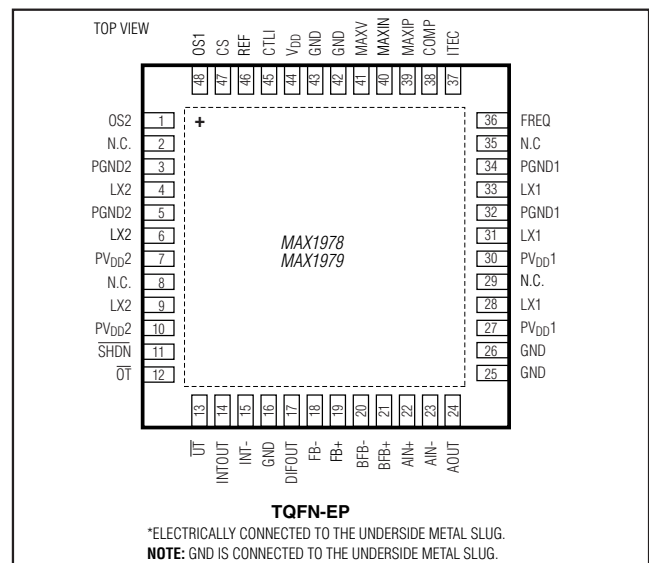 TOP VIEW
OS1
CS
REF
CTLI
VDD
GND
GND
MAXV
MAXIN
MAXIP
COMP
ITEC
48
47
46
45
44
43
42
41
40
39
38
37
OS2 1
N.C. 2
PGND2 3
LX2 4
PGND2 5
LX2 6
PVDD2 7
N.C. 8
LX2 9
PVDD2 10
SHDN 11
OT 12
+
MAX1978
MAX1979
36 FREQ
35 N.C
34 PGND1
33 LX1
32 PGND1
31 LX1
30 PVDD1
29 N.C.
28 LX1
27 PVDD1
26 GND
25 GND
13
14
15
16
17
18
19
20
21
22
23
24
UT
INTOUT
INT-
GND
DIFOUT
FB-
FB+
BFB-
BFB+
AIN+
AIN-
AOUT
TQFN-EP
*ELECTRICALLY CONNECTED TO THE UNDERSIDE METAL SLUG.
NOTE: GND IS CONNECTED TO THE UNDERSIDE METAL SLUG.